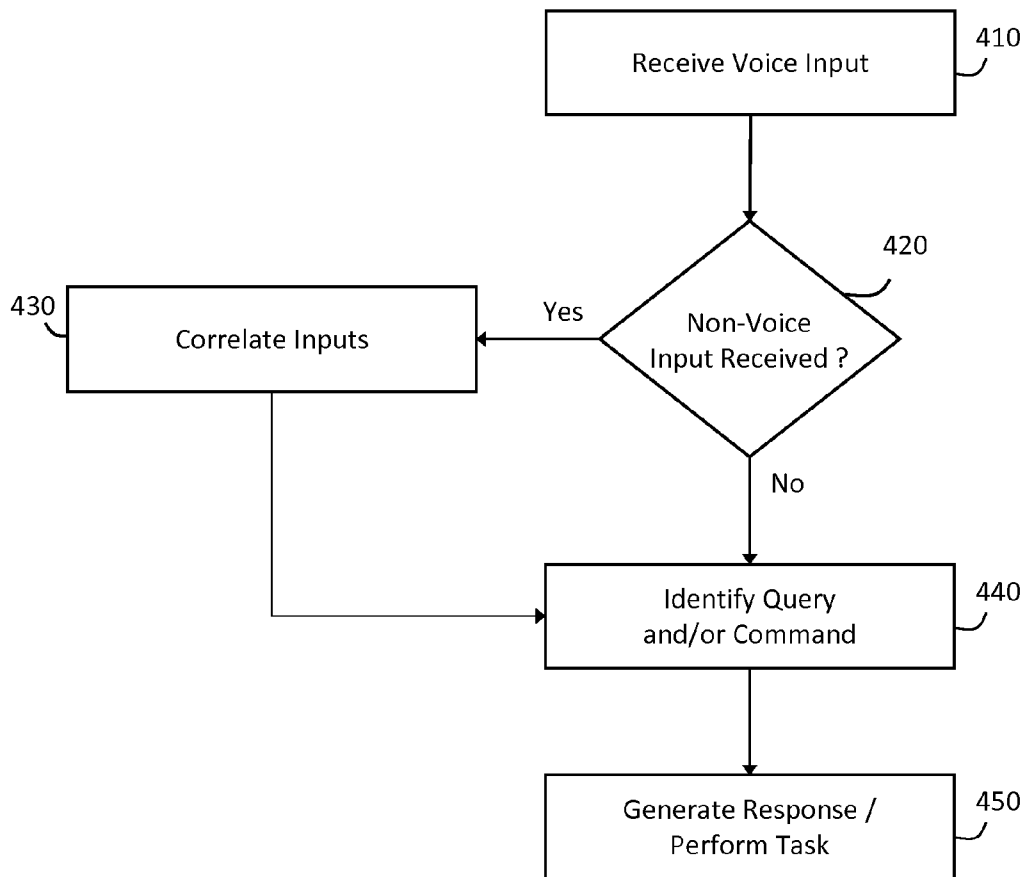 Receive Voice Input
410
420
Non-Voice
Input Received ?
Yes
430
Correlate Inputs
No
Identify Query
and/or Command
440
Generate Response /
Perform Task
450